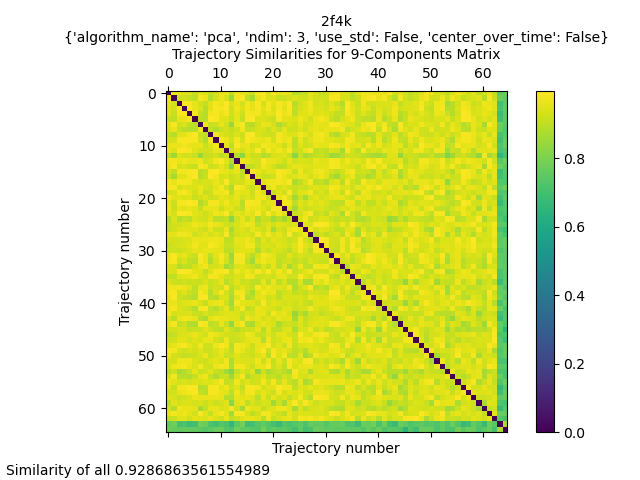 2f4k
{'algorithm_name': 'pca', 'ndim': 3, 'use_std': False, 'center_over_time': False}
Trajectory Similarities for 9-Components Matrix
0 10 20 30 40 50 60
0
10
20
30
40
50
60
Trajectory number
Trajectory number
0.8
0.6
0.4
0.2
0.0
Similarity of all 0.9286863561554989